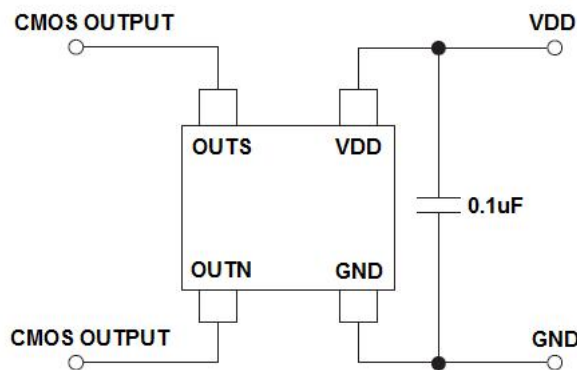 CMOS OUTPUT
VDD
OUTS
VDD
0.1uF
OUTN
GND
CMOS OUTPUT
GND